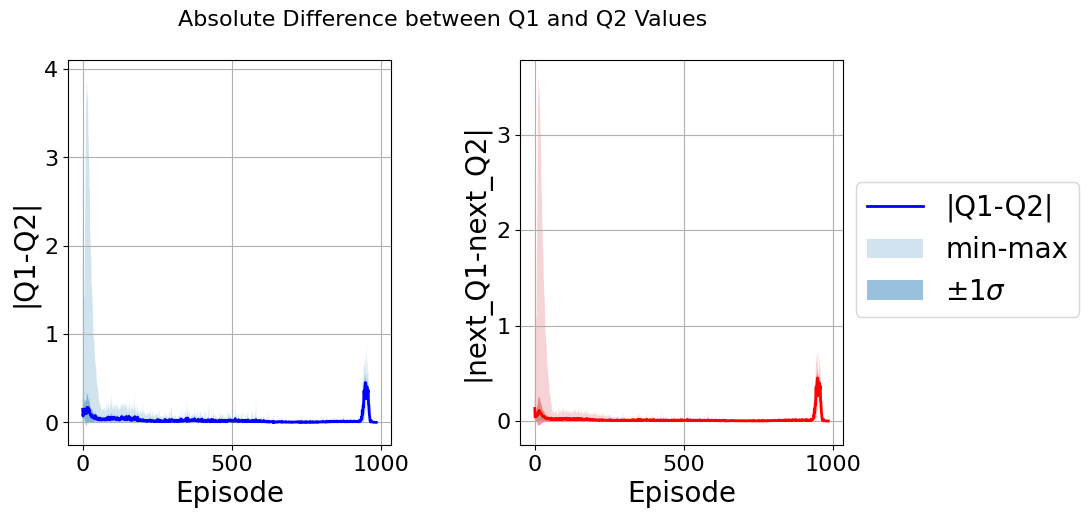 Absolute Difference between Q1 and Q2 Values
|Q1-Q2|
4
3
2
1
0
0
500
1000
Episode
|next_Q1-next_Q2|
3
2
1
0
0
500
1000
Episode
|Q1-Q2|
min-max
±1σ